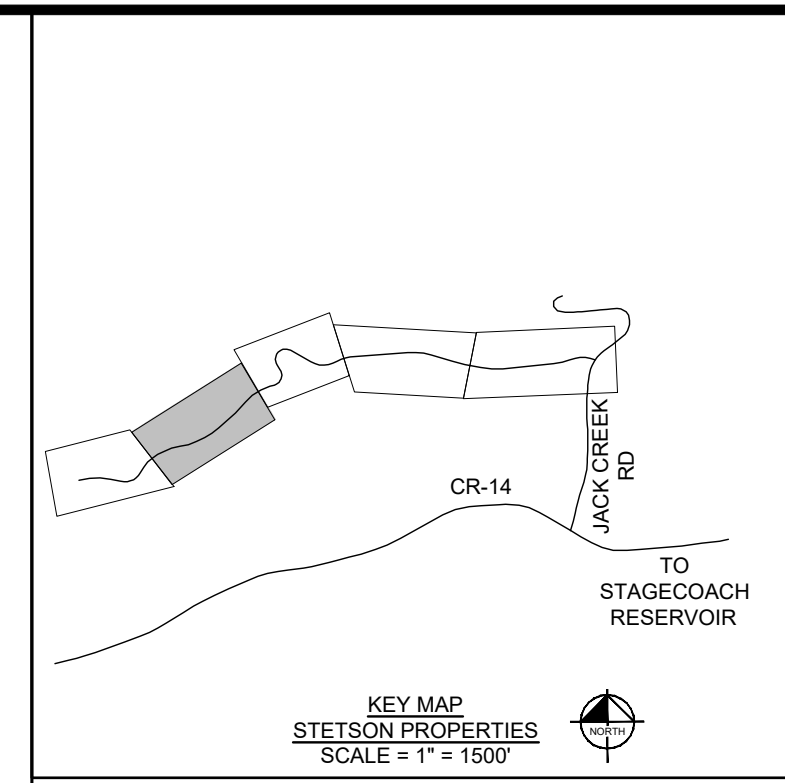 CR-14
JACK CREEK
RD
TO
STAGECOACH
RESERVOIR
KEY MAP
STETSON PROPERTIES
SCALE = 1" = 1500'
NORTH